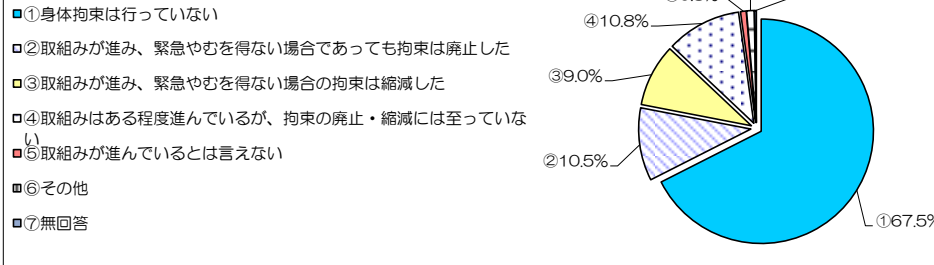 ①身体拘束は行っていない
②取組みが進み、緊急やむを得ない場合であっても拘束は廃止した
③取組みが進み、緊急やむを得ない場合の拘束は縮減した
④取組みはある程度進んでいるが、拘束の廃止・縮減には至っていな
い
⑤取組みが進んでいるとは言えない
⑥その他
⑦無回答
④10.8%
③9.0%
②10.5%
①67.5%